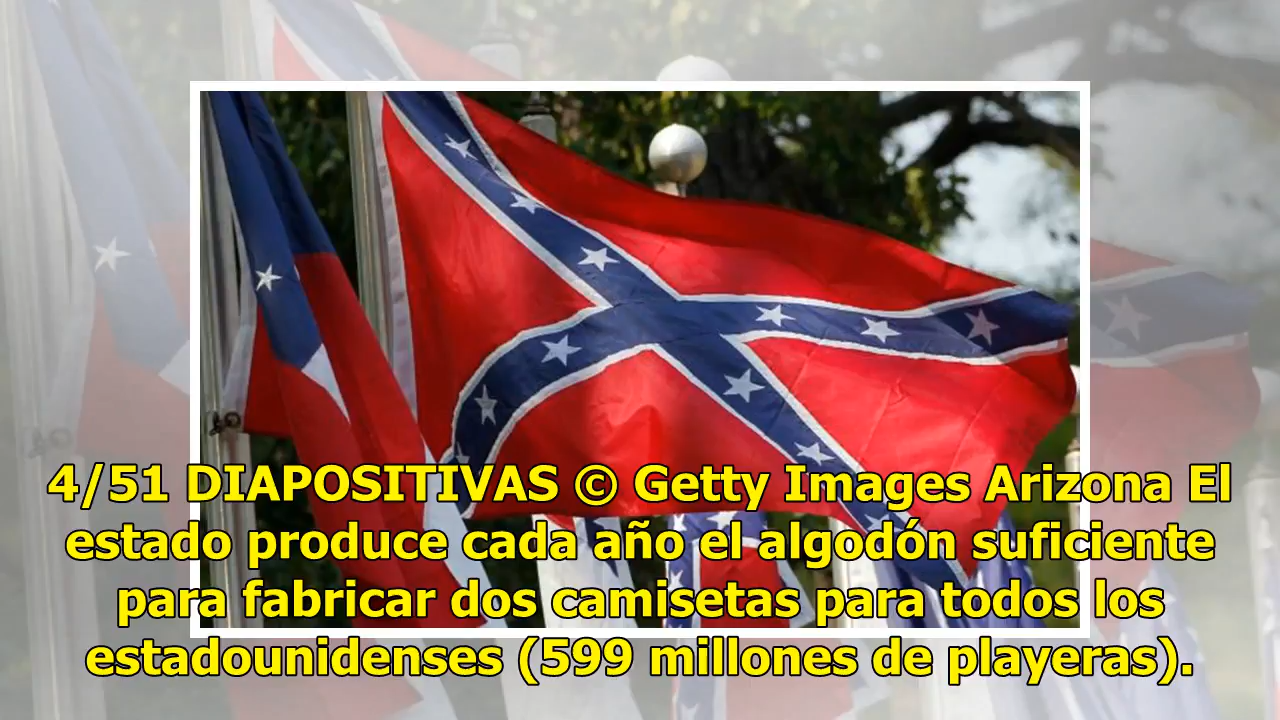 4/51 DIAPOSITIVAS © Getty Images Arizona El
estado produce cada año el algodón suficiente
para fabricar dos camisetas para todos los
estadounidenses (599 millones de playeras).